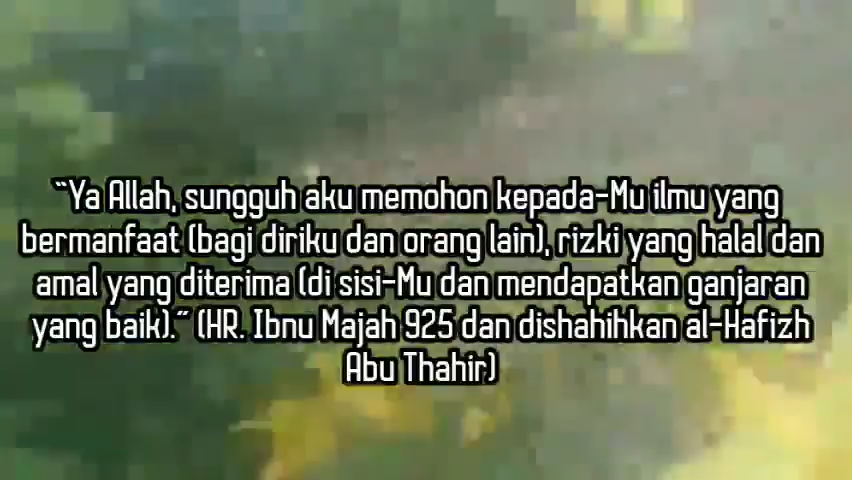 "Ya Allah, sungguh aku memohon kepada-Mu ilmu yang
bermanfaat (bagi diriku dan orang lain), rizki yang halal dan
amal yang diterima (di sisi-Mu dan mendapatkan ganjaran
yang baik)." (HR. Ibnu Majah 925 dan dishahihkan al-Hafizh
Abu Thahir)